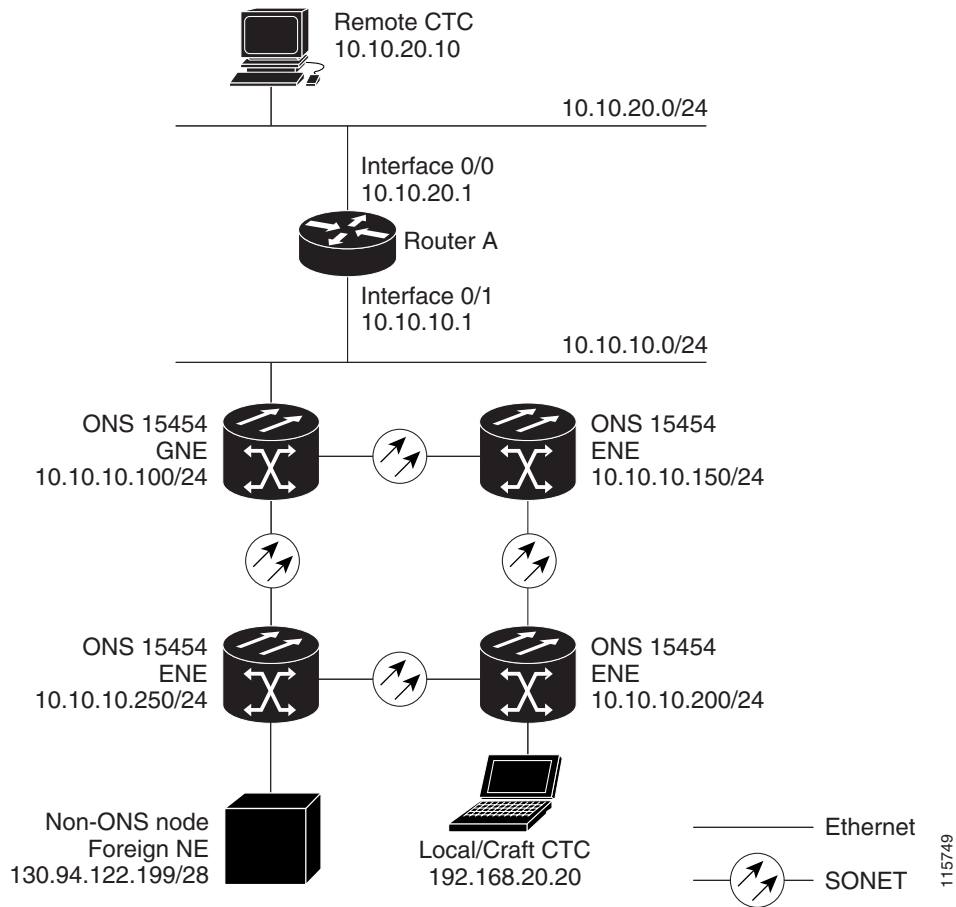 Remote CTC
10.10.20.10
10.10.20.0/24
Interface 0/0
10.10.20.1
Router A
Interface 0/1
10.10.10.1
10.10.10.0/24
ONS 15454
GNE
10.10.10.100/24
ONS 15454
ENE
10.10.10.150/24
ONS 15454
ENE
10.10.10.250/24
ONS 15454
ENE
10.10.10.200/24
Non-ONS node
Foreign NE
130.94.122.199/28
Local/Craft CTC
192.168.20.20
Ethernet
SONET
115749